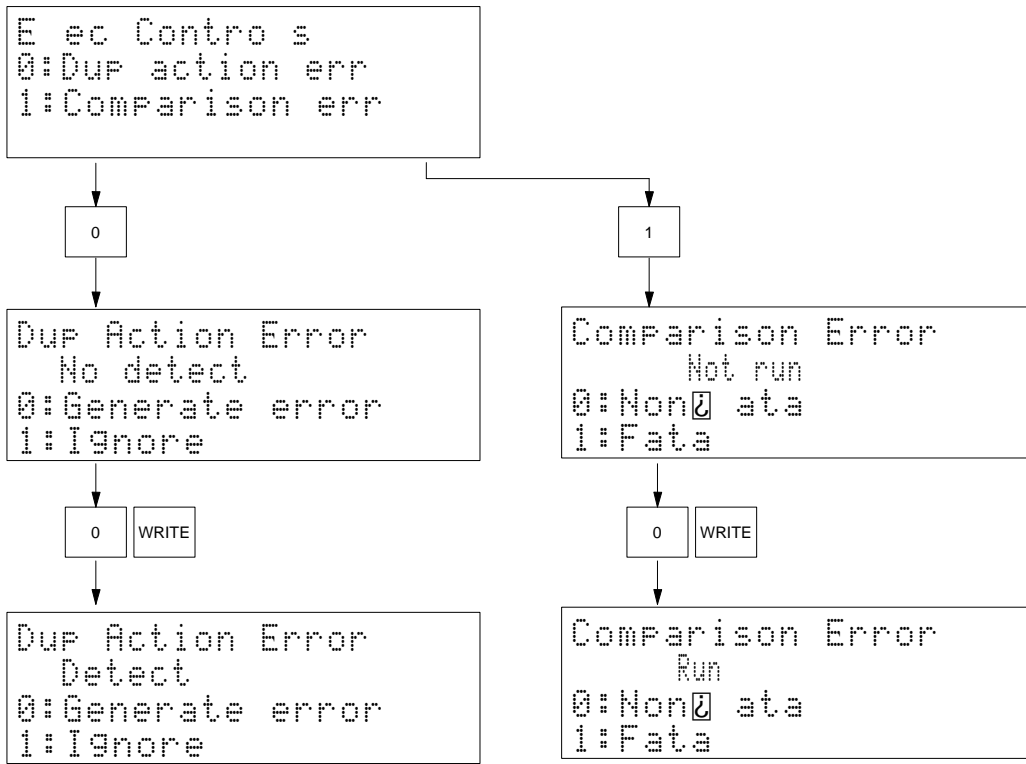 E ec Contro s
0:Dup action err
1:Comparison err
0
1
Dup Action Error
No detect
0:Generate error
1:Ignore
Comparison Error
Not run
0:Non¿ ata
1:Fata
0 WRITE
0 WRITE
Dup Action Error
Detect
0:Generate error
1:Ignore
Comparison Error
Run
0:Non¿ ata
1:Fata